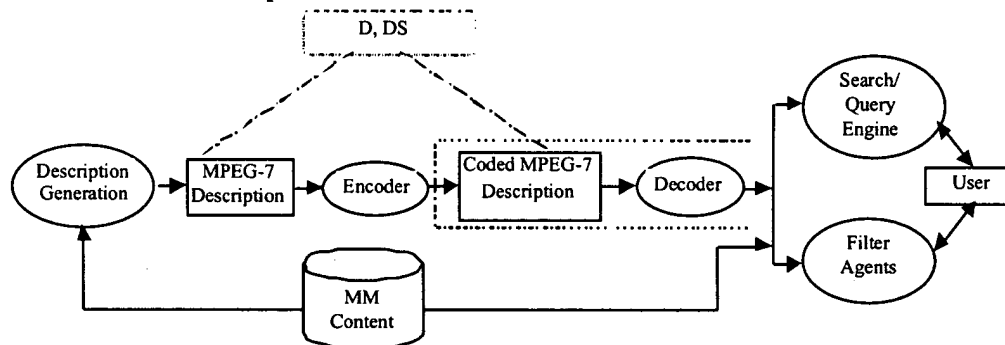 D, DS
Search/
Query
Engine
Description
Generation
MPEG-7
Description
Encoder
Coded MPEG-7
Description
Decoder
User
Filter
Agents
MM
Content